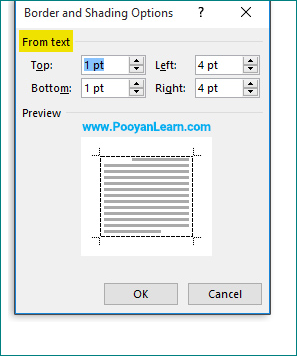 Border and Shading Options
From text
Top: 1 pt Left: 4 pt
Bottom: 1 pt Right: 4 pt
Preview
www.PooyanLearn.com
OK Cancel